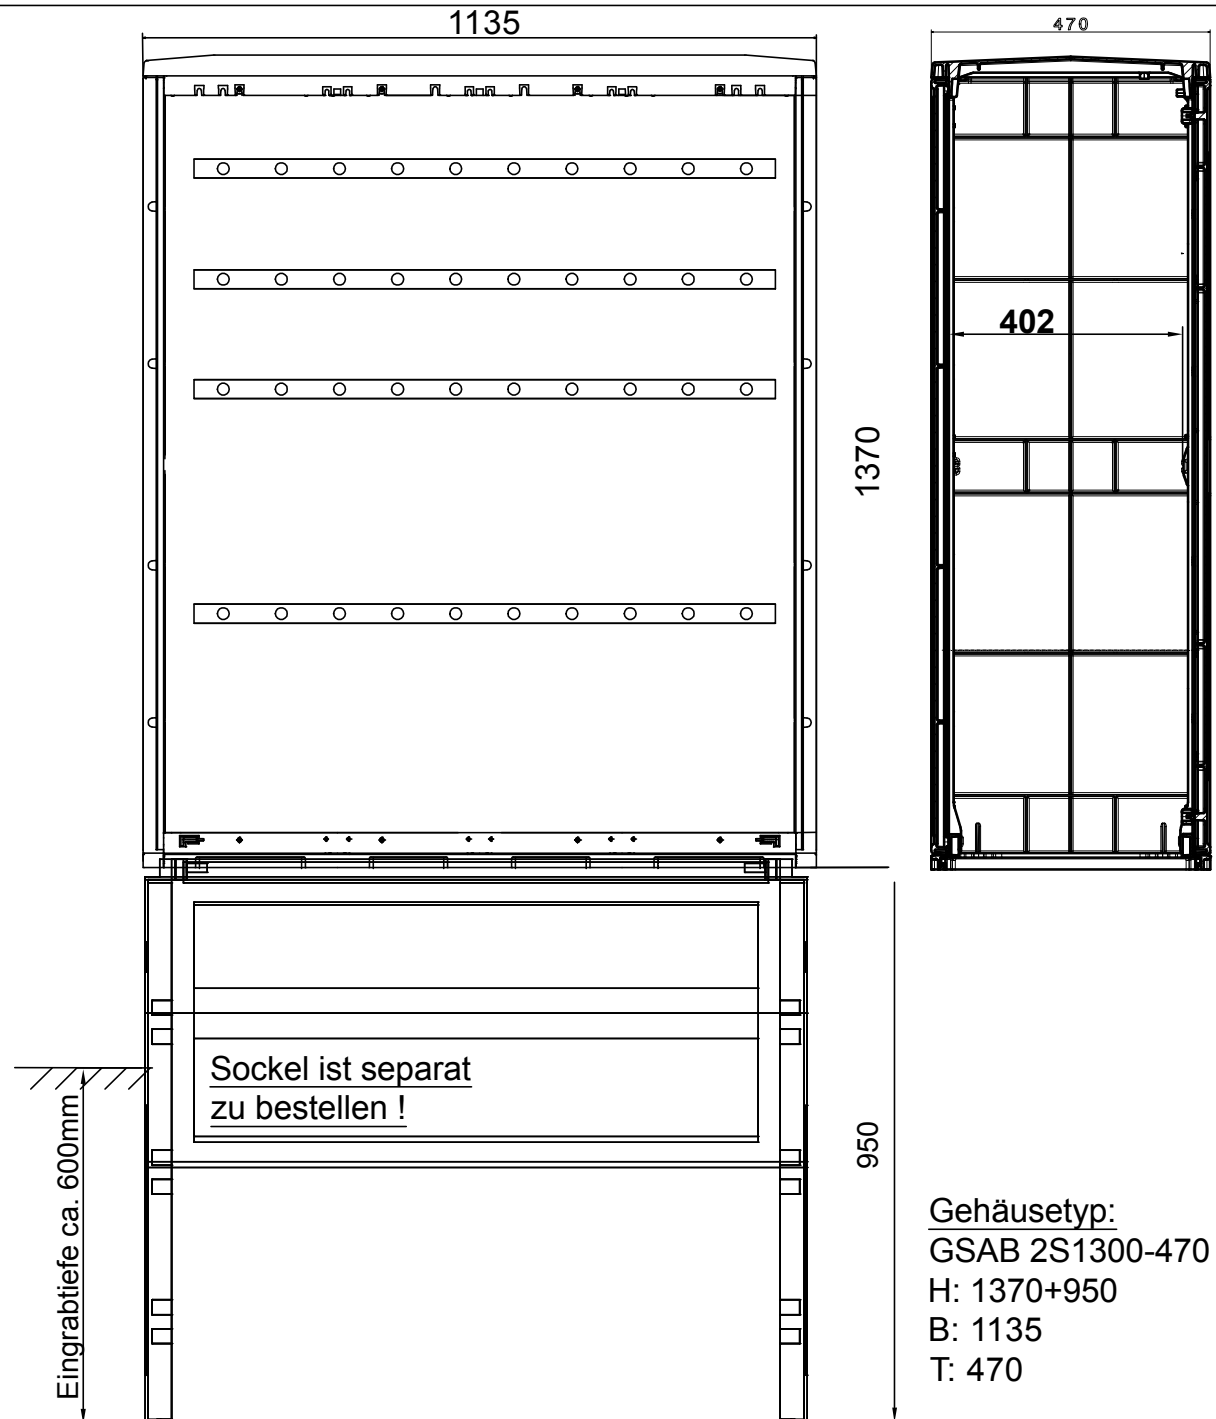 1135
470
402
1370
Sockel ist separat
zu bestellen !
Eingrabtiefe ca. 600mm
950
Gehäusetyp:
GSAB 2S1300-470
H: 1370+950
B: 1135
T: 470